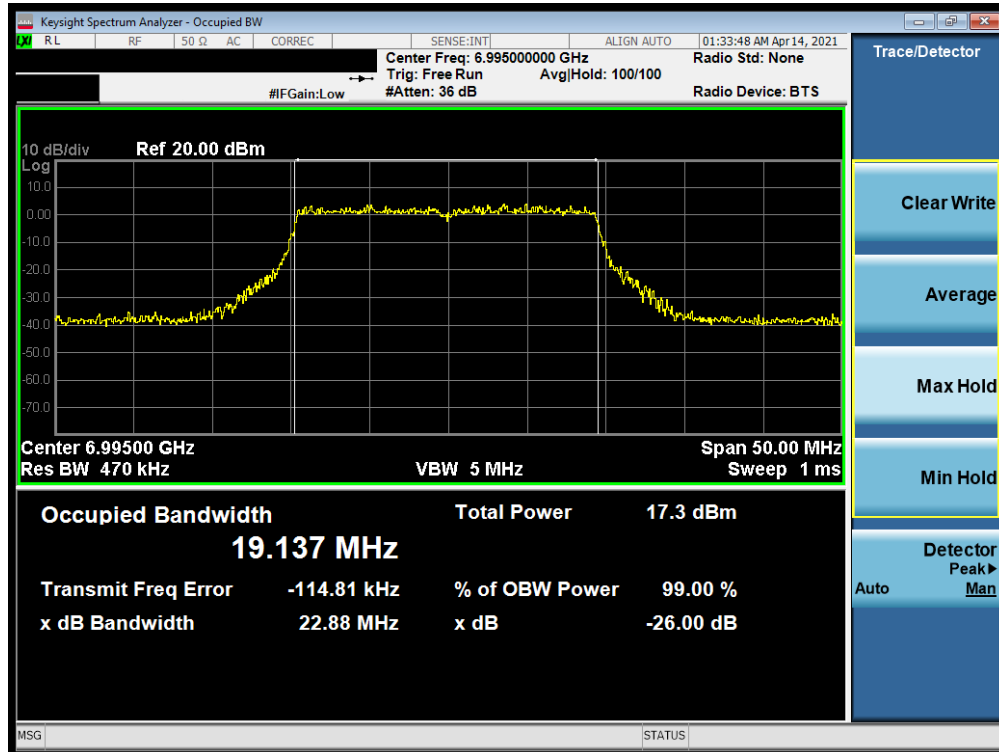 Keysight Spectrum Analyzer - Occupied BW
LXI RL RF 50 Ω AC CORREC SENSE:INT ALIGN AUTO 01:33:48 AM Apr 14, 2021
Center Freq: 6.995000000 GHz Radio Std: None
Trig: Free Run Avg|Hold: 100/100
#IFGain:Low #Atten: 36 dB Radio Device: BTS
Trace/Detector
10 dB/div Ref 20.00 dBm
Log
10.0
0.00
-10.0
-20.0
-30.0
-40.0
-50.0
-60.0
-70.0
Center 6.99500 GHz Span 50.00 MHz
Res BW 470 kHz VBW 5 MHz Sweep 1 ms
Occupied Bandwidth Total Power 17.3 dBm
19.137 MHz
Transmit Freq Error -114.81 kHz % of OBW Power 99.00 %
x dB Bandwidth 22.88 MHz x dB -26.00 dB
Clear Write
Average
Max Hold
Min Hold
Detector
Peak▶
Auto Man
MSG STATUS